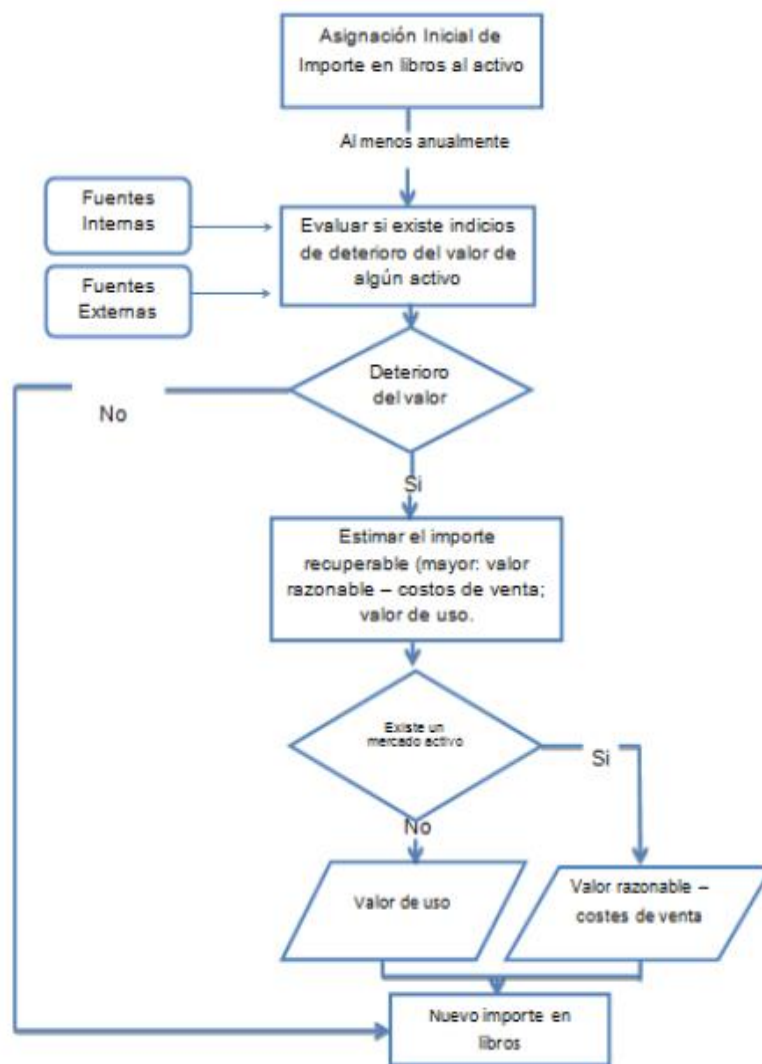 Asignación Inicial de
Importe en libros al activo
Al menos anualmente
Fuentes
Internas
Evaluar si existe indicios
de deterioro del valor de
algún activo
Fuentes
Externas
Deterioro
del valor
No
Si
Estimar el importe
recuperable (mayor: valor
razonable – costos de venta;
valor de uso.
Existe un
mercado activo
Si
No
Valor de uso
Valor razonable –
costes de venta
Nuevo importe en
libros